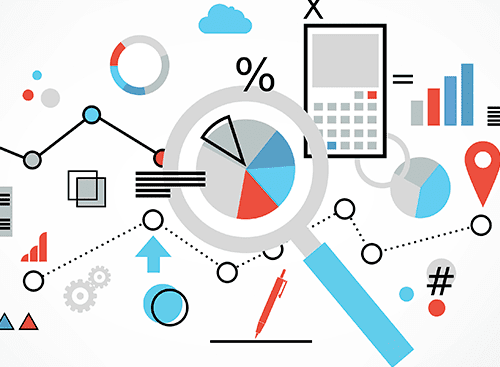 X
%
=
#